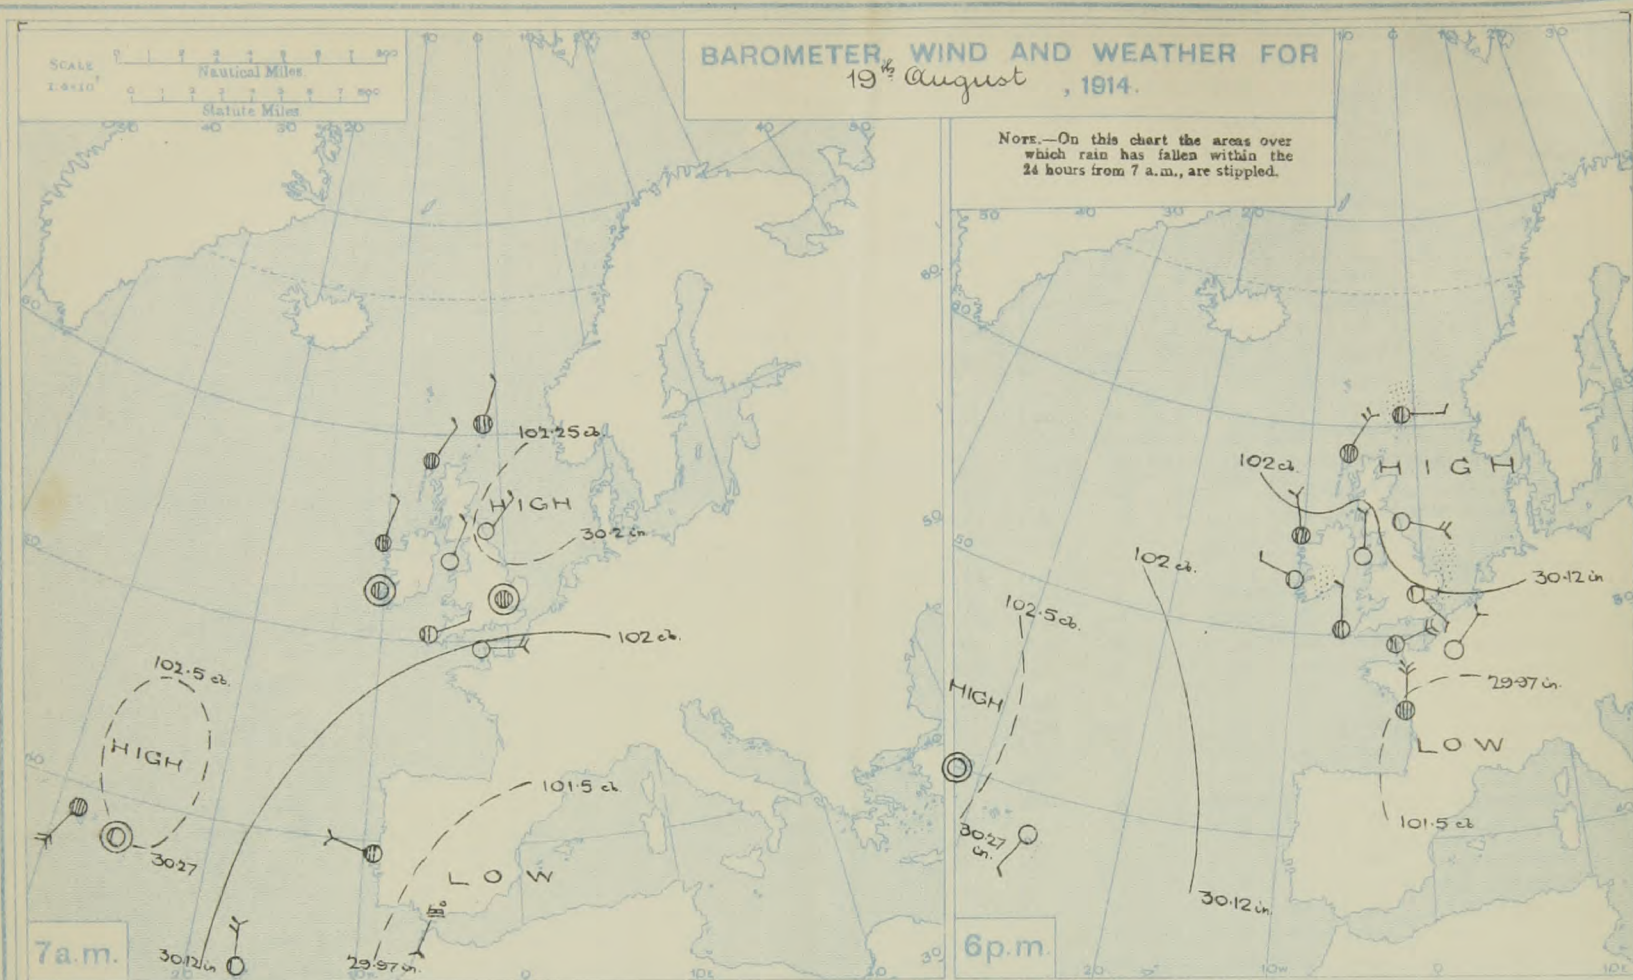 BAROMETER, WIND AND WEATHER FOR
19th August, 1914.
NOTE.—On this chart the areas over
which rain has fallen within the
24 hours from 7 a.m., are stippled.
SCALE
Nautical Miles
Statute Miles
102.25 cb.
HIGH
30.2 in
102 cb.
102.5 cb.
HIGH
30.27
101.5 cb
LOW
30.12 in
29.97 in.
7 a.m.
HIGH
102 cb.
102 cb.
30.12 in
102.5 cb.
HIGH
29.97 in.
LOW
101.5 cb
30.27
in.
30.12 in.
6 p.m.